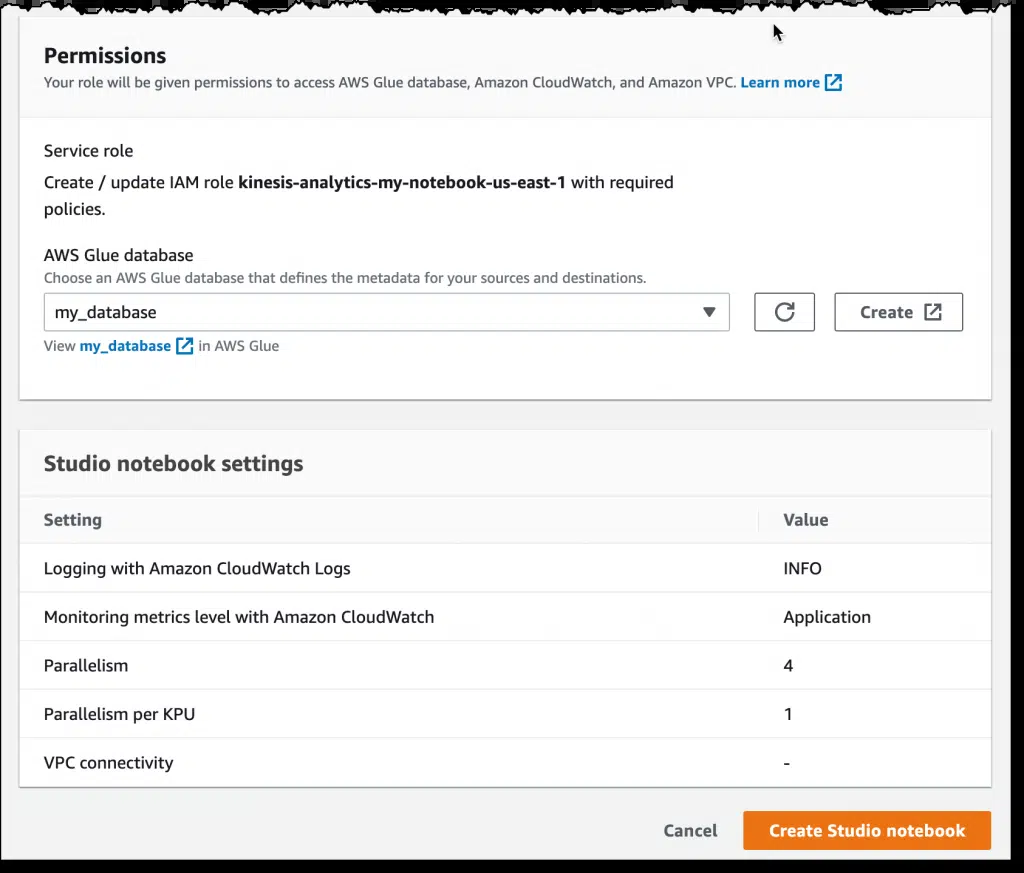 Permissions
Your role will be given permissions to access AWS Glue database, Amazon CloudWatch, and Amazon VPC. Learn more
Service role
Create / update IAM role kinesis-analytics-my-notebook-us-east-1 with required
policies.
AWS Glue database
Choose an AWS Glue database that defines the metadata for your sources and destinations.
my_database
Create
View my_database in AWS Glue
Studio notebook settings
Setting Value
Logging with Amazon CloudWatch Logs INFO
Monitoring metrics level with Amazon CloudWatch Application
Parallelism 4
Parallelism per KPU 1
VPC connectivity -
Cancel Create Studio notebook